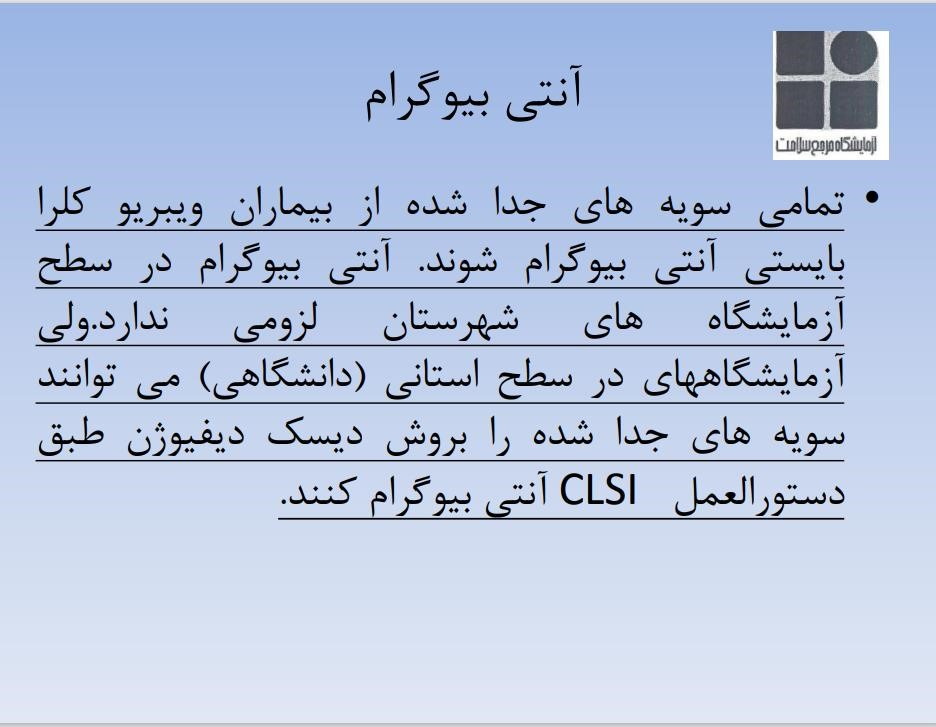 آزمایشگاه مرجع سلامت
آنتی بیوگرام
• تمامی سویه های جدا شده از بیماران ویبریو کلرا
بایستی آنتی بیوگرام شوند. آنتی بیوگرام در سطح
آزمایشگاه های شهرستان لزومی ندارد.ولی
آزمایشگاههای در سطح استانی (دانشگاهی) می توانند
سویه های جدا شده را بروش دیسک دیفیوژن طبق
دستورالعمل CLSI آنتی بیوگرام کنند.